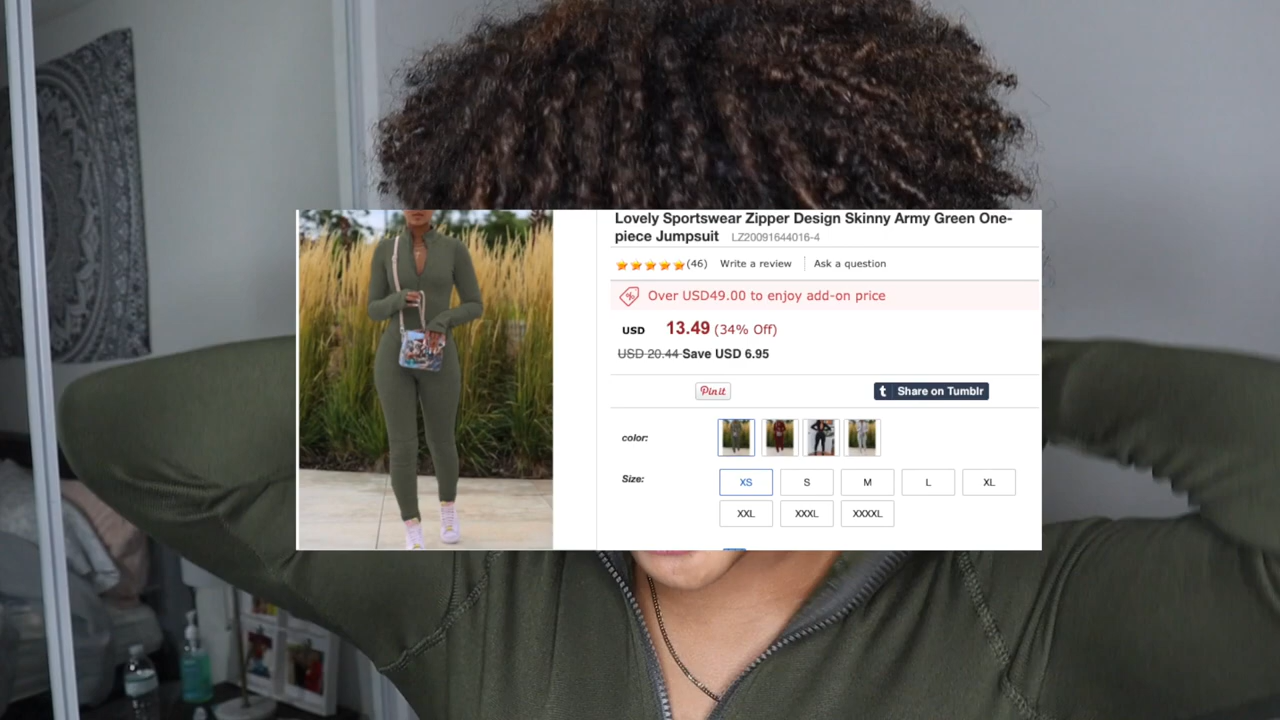 Lovely Sportswear Zipper Design Skinny Army Green One-
piece Jumpsuit LZ20091644016-4
(46) Write a review Ask a question
Over USD49.00 to enjoy add-on price
USD 13.49 (34% Off)
USD 20.44 Save USD 6.95
Pin it t Share on Tumblr
color:
Size: XS S M L XL
XXL XXXL XXXXL